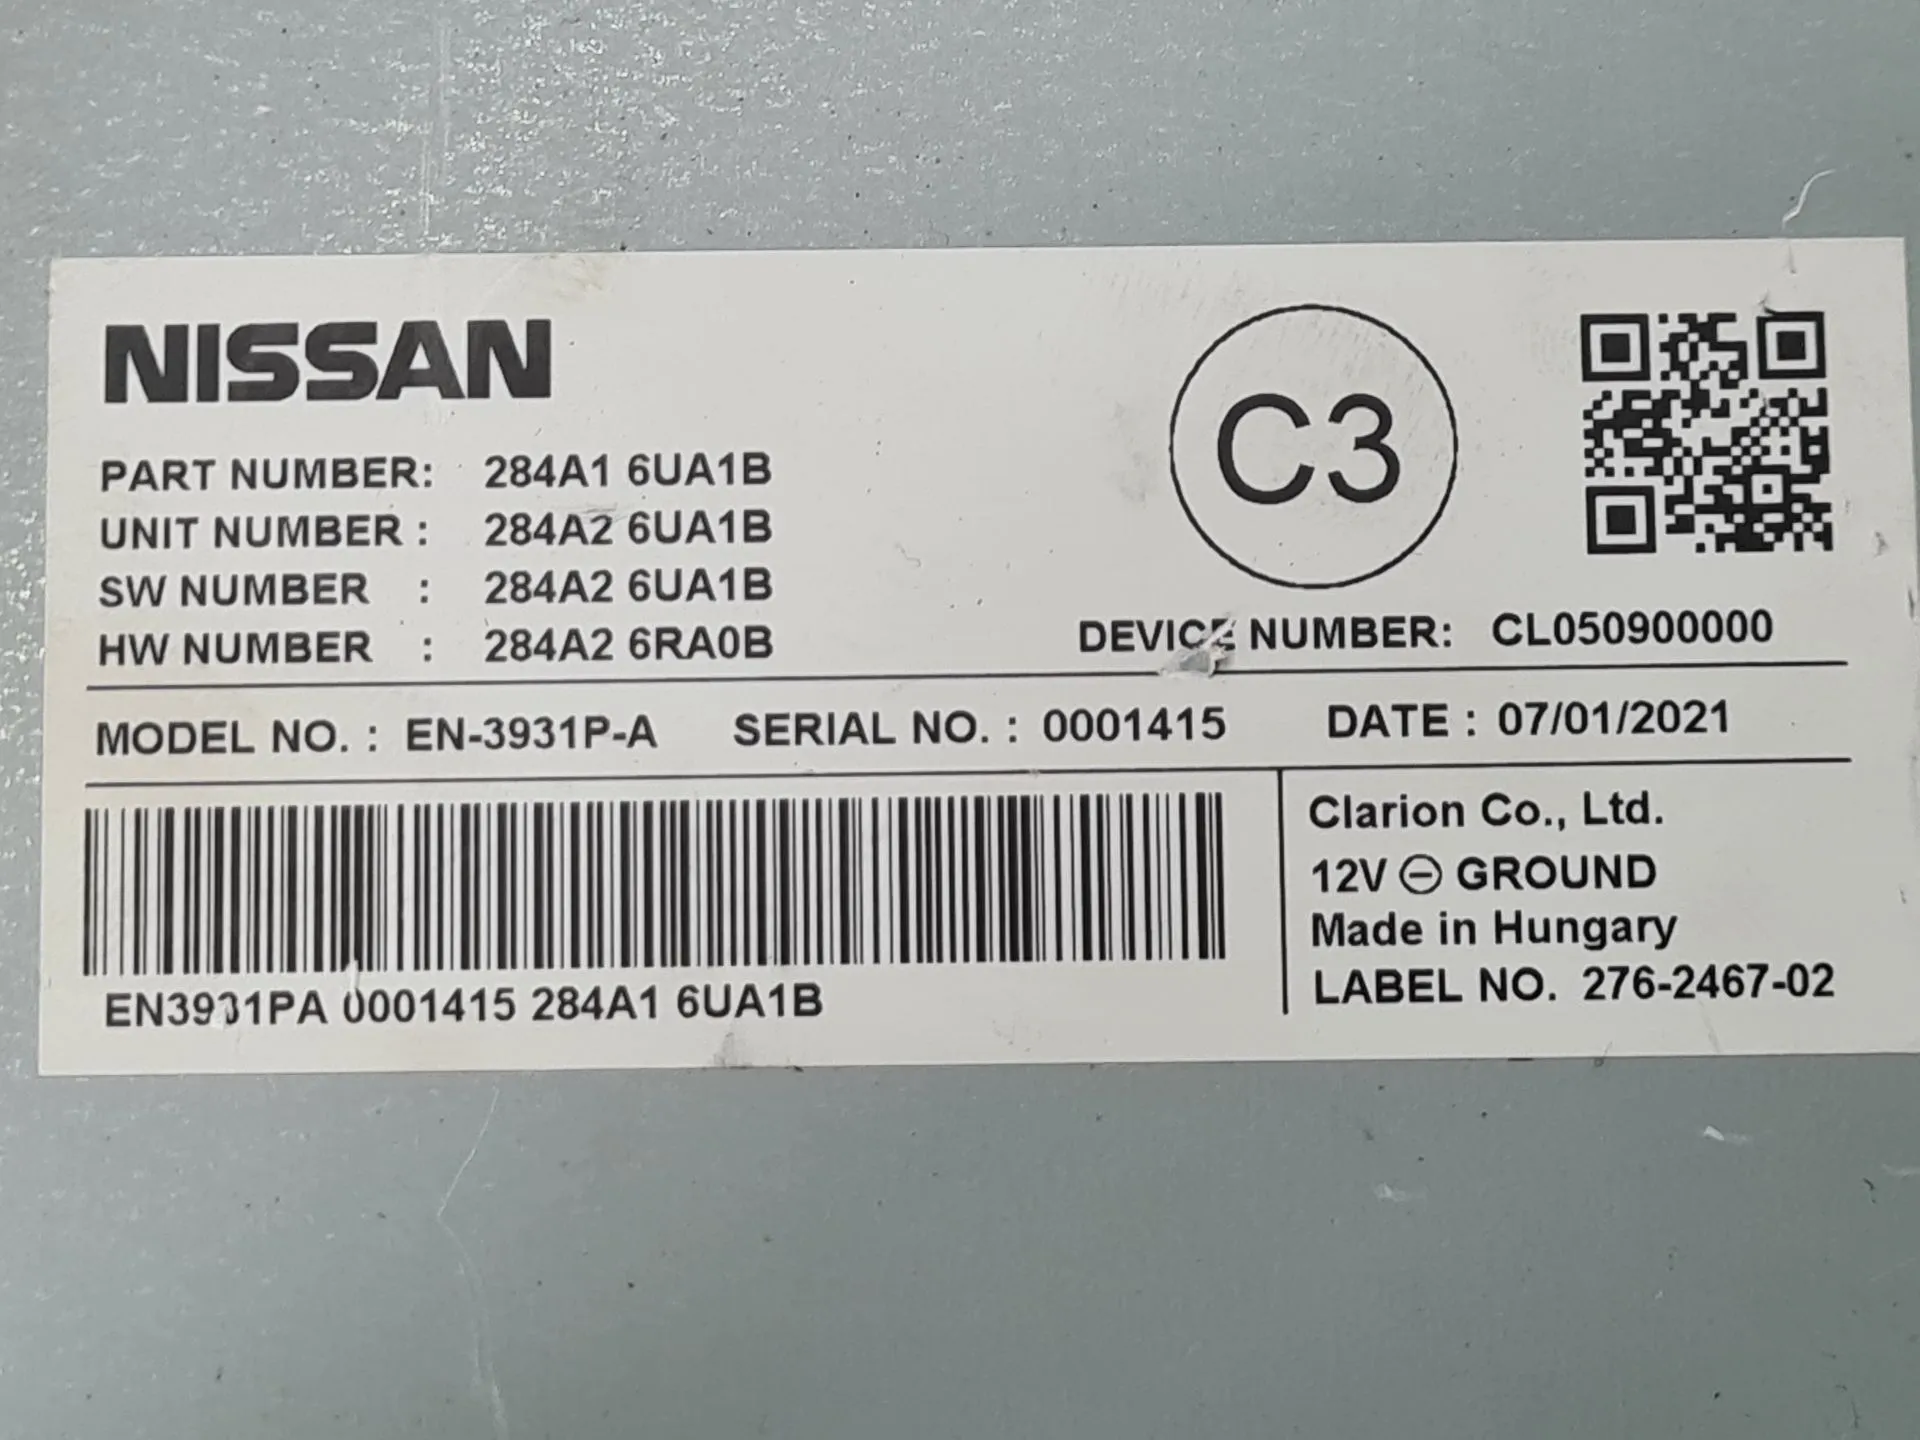 NISSAN
C3
PART NUMBER: 284A1 6UA1B
UNIT NUMBER : 284A2 6UA1B
SW NUMBER : 284A2 6UA1B
HW NUMBER : 284A2 6RA0B
DEVICE NUMBER: CL050900000
MODEL NO. : EN-3931P-A SERIAL NO. : 0001415 DATE : 07/01/2021
Clarion Co., Ltd.
12V ⊖ GROUND
Made in Hungary
LABEL NO. 276-2467-02
EN3931PA 0001415 284A1 6UA1B